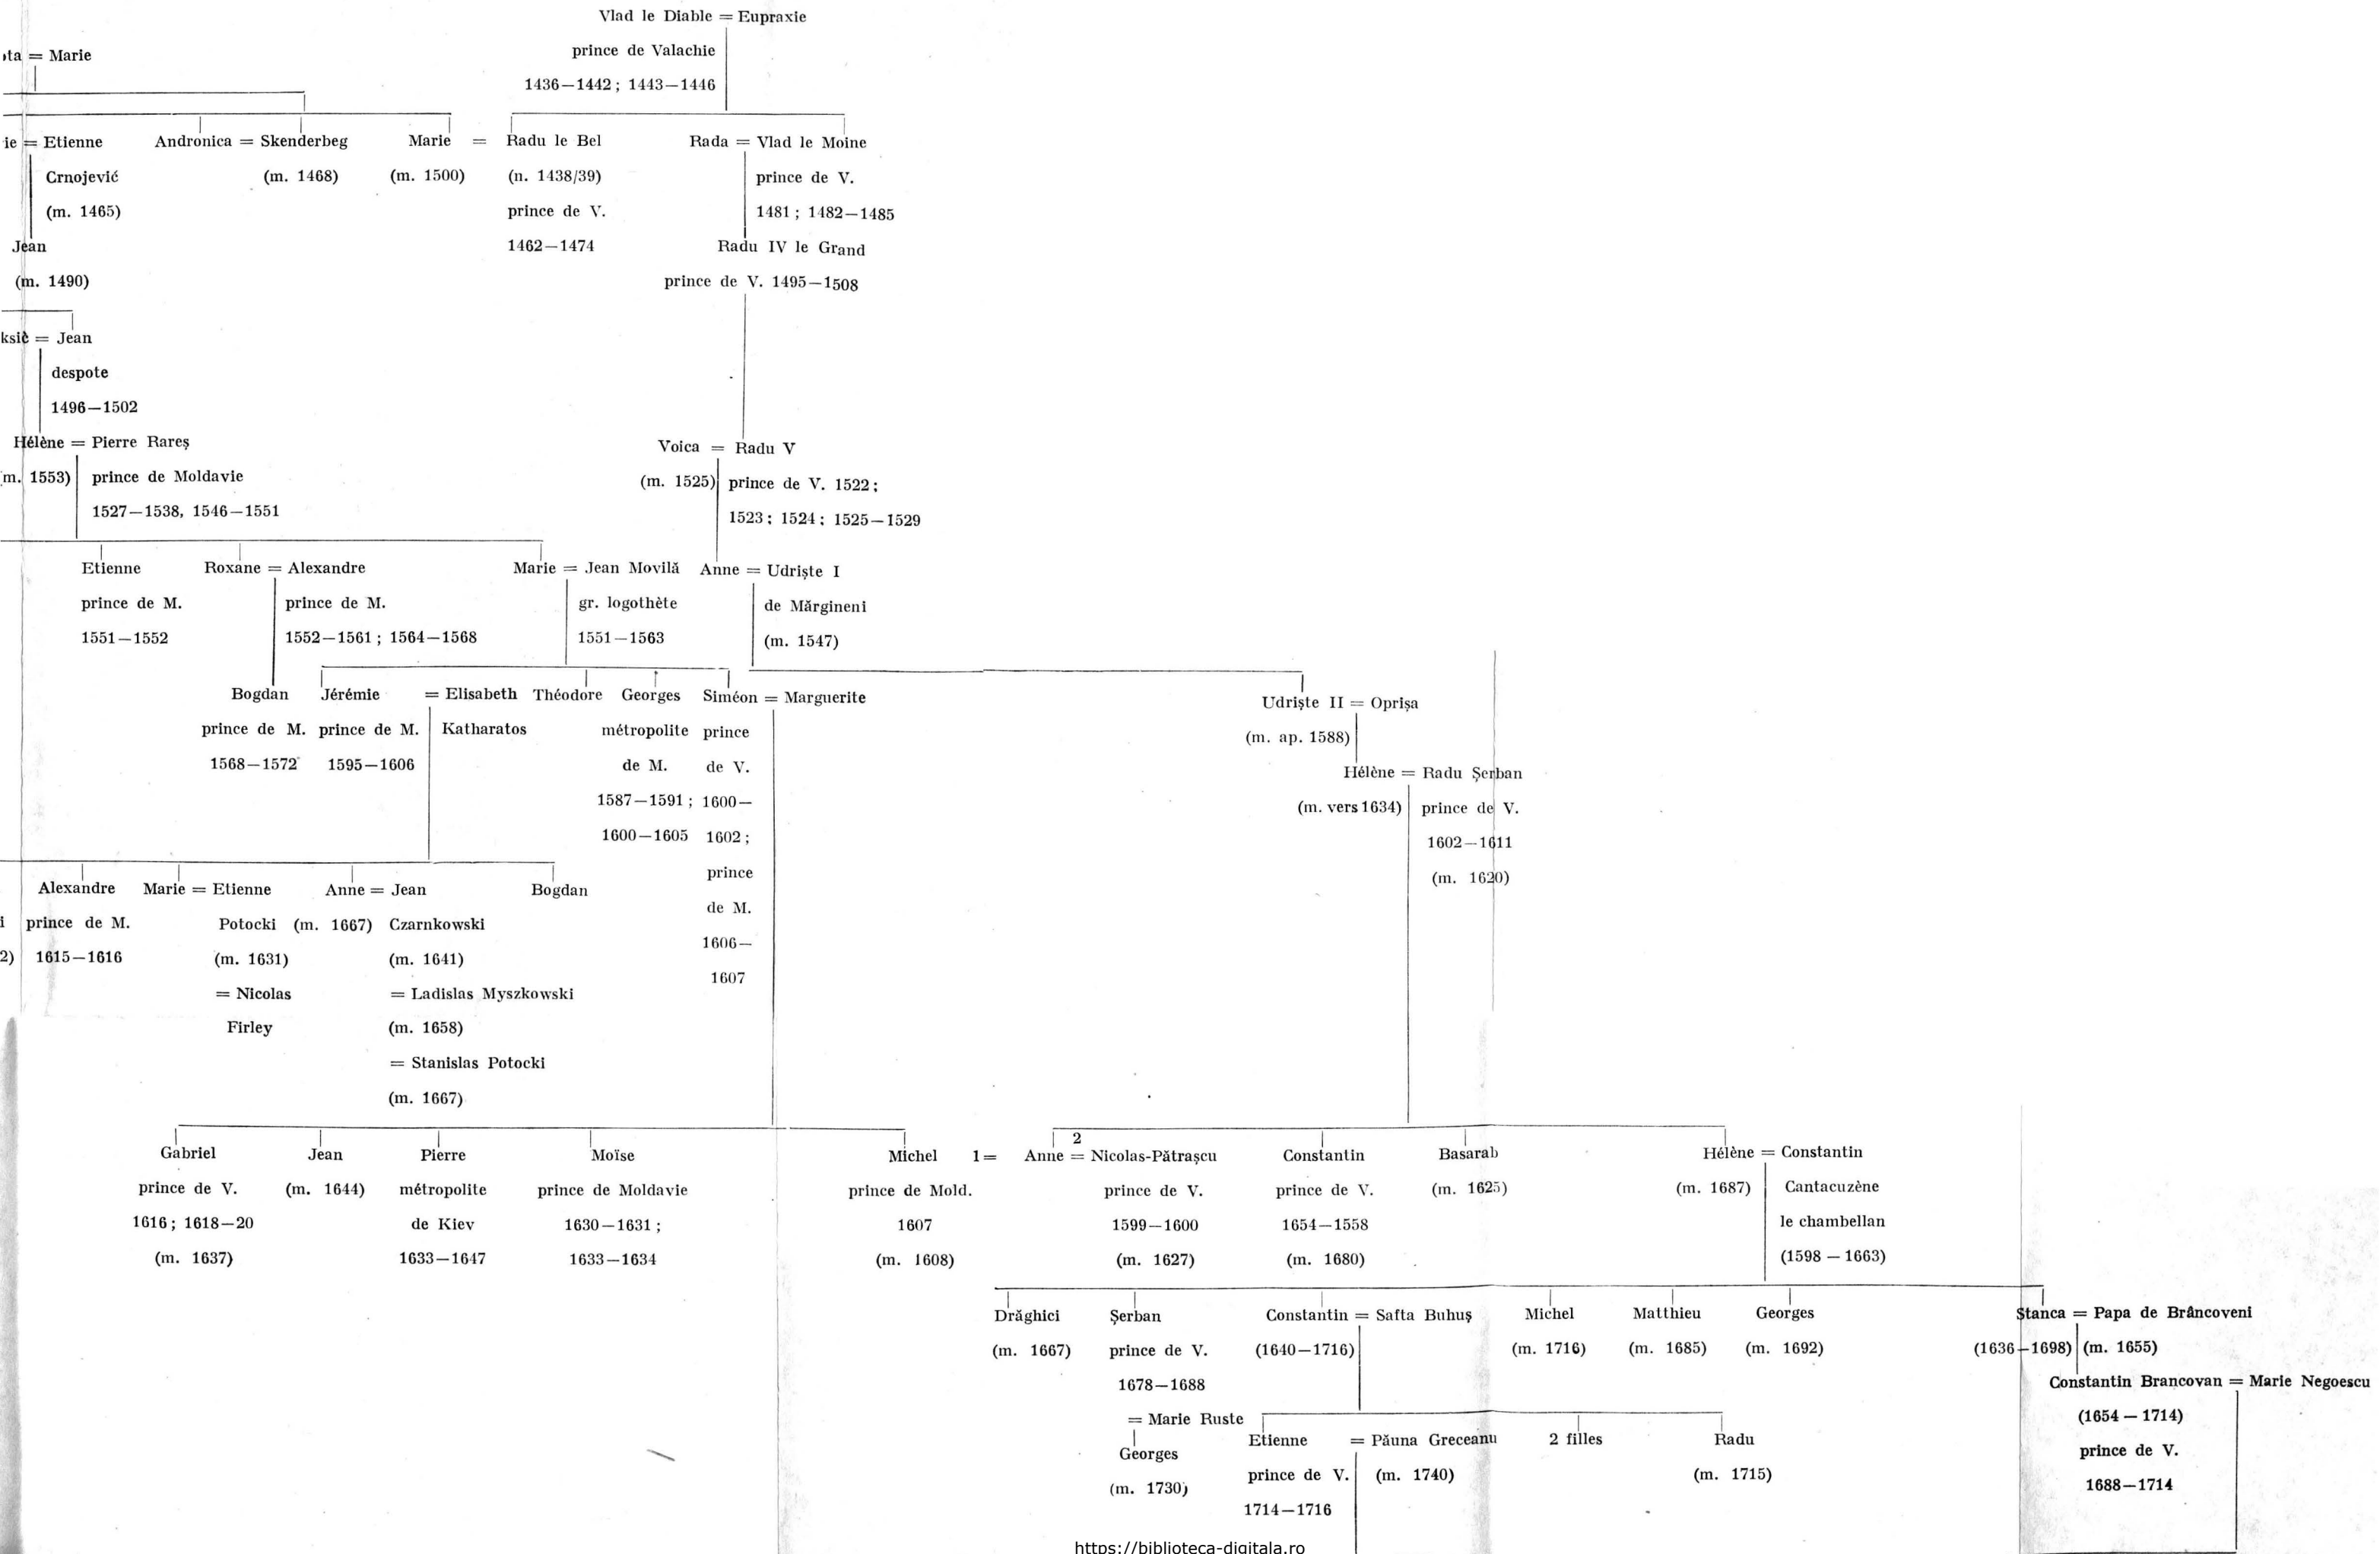 Vlad le Diable = Eupraxie
prince de Valachie
1436—1442 ; 1443—1446
= Marie
= Etienne
Crnojević
(m. 1465)
Andronica = Skenderbeg
(m. 1468)
Marie = Radu le Bel
(m. 1500) (n. 1438/39)
prince de V.
1462—1474
Rada = Vlad le Moine
prince de V.
1481 ; 1482—1485
Jean
(m. 1490)
Radu IV le Grand
prince de V. 1495—1508
= Jean
despote
1496—1502
Hélène = Pierre Rareș
m. 1553) prince de Moldavie
1527—1538, 1546—1551
Voica = Radu V
(m. 1525) prince de V. 1522 ;
1523 ; 1524 ; 1525—1529
Etienne
prince de M.
1551—1552
Roxane = Alexandre
prince de M.
1552—1561 ; 1564—1568
Marie = Jean Movilă
gr. logothète
1551—1563
Anne = Udriște I
de Mărgineni
(m. 1547)
Bogdan
prince de M.
1568—1572
Jérémie = Elisabeth
prince de M. Katharatos
1595—1606
Théodore
Georges
métropolite
de M.
1587—1591 ;
1600—1605
Siméon = Marguerite
prince
de V.
1600—
1602 ;
prince
de M.
1606—
1607
Udriște II = Oprișa
(m. ap. 1588)
Hélène = Radu Șerban
(m. vers 1634) prince de V.
1602—1611
(m. 1620)
Alexandre
prince de M.
1615—1616
Marie = Etienne
Potocki
(m. 1631)
= Nicolas
Firley
Anne = Jean
(m. 1667) Czarnkowski
(m. 1641)
= Ladislas Myszkowski
(m. 1658)
= Stanislas Potocki
(m. 1667)
Bogdan
Gabriel
prince de V.
1616 ; 1618—20
(m. 1637)
Jean
(m. 1644)
Pierre
métropolite
de Kiev
1633—1647
Moïse
prince de Moldavie
1630—1631 ;
1633—1634
Michel 1 =
prince de Mold.
1607
(m. 1608)
2
Anne = Nicolas-Pătrașcu
prince de V.
1599—1600
(m. 1627)
Constantin
prince de V.
1654—1558
(m. 1680)
Basarab
(m. 1625)
Hélène = Constantin
(m. 1687) Cantacuzène
le chambellan
(1598 — 1663)
Drăghici
(m. 1667)
Șerban
prince de V.
1678—1688
= Marie Ruste
Georges
(m. 1730)
Constantin = Safta Buhuș
(1640—1716)
Michel
(m. 1716)
Matthieu
(m. 1685)
Georges
(m. 1692)
Stanca = Papa de Brâncoveni
(1636—1698) (m. 1655)
Constantin Brancovan = Marie Negoescu
(1654 — 1714)
prince de V.
1688—1714
Etienne = Păuna Greceanu
prince de V. (m. 1740)
1714—1716
2 filles
Radu
(m. 1715)
https://biblioteca-digitala.ro